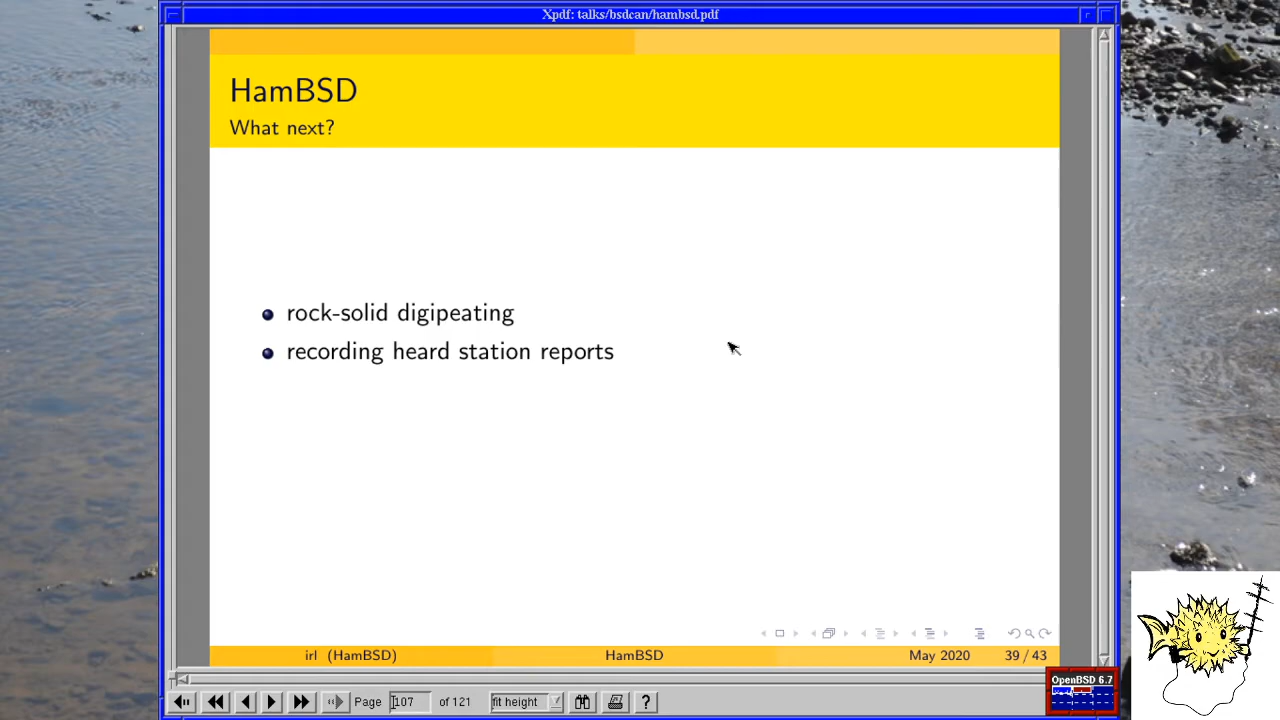 Xpdf: talks/bsdcan/hambsd.pdf
HamBSD
What next?
rock-solid digipeating
recording heard station reports
irl (HamBSD) HamBSD May 2020 39 / 43
OpenBSD 6.7
Page 107 of 121 fit height ?